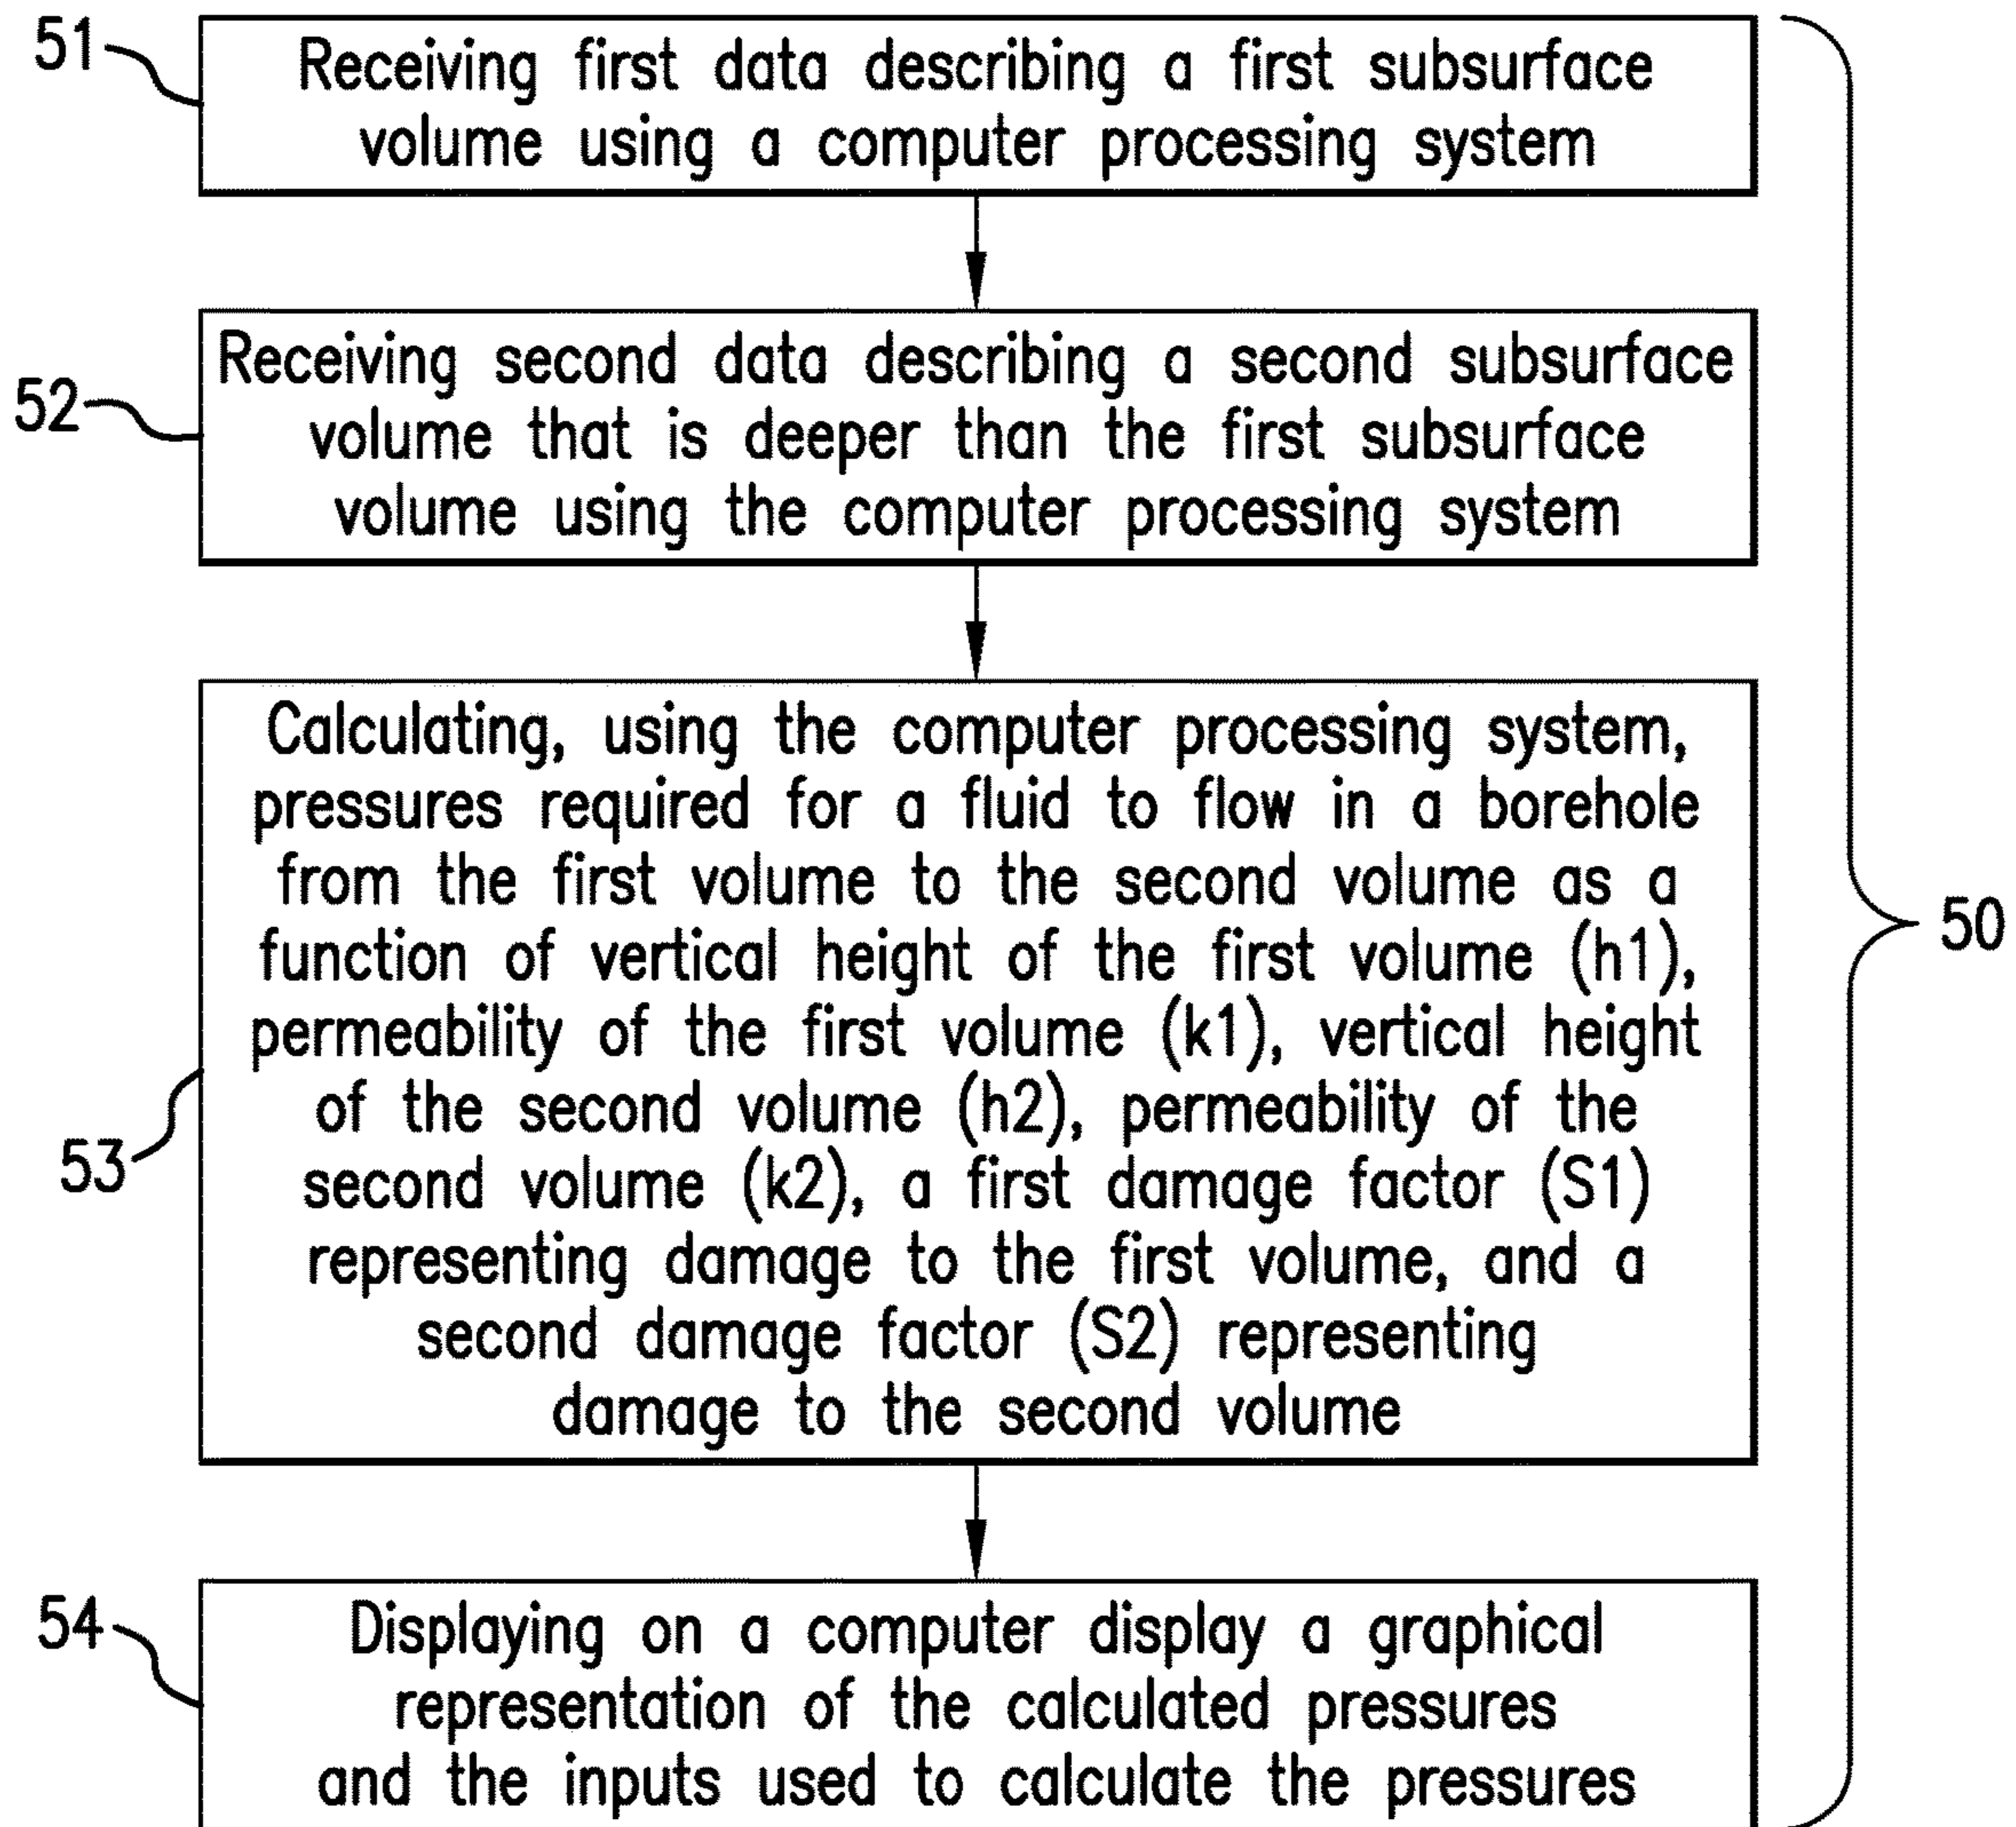 51
Receiving first data describing a first subsurface
volume using a computer processing system
52
Receiving second data describing a second subsurface
volume that is deeper than the first subsurface
volume using the computer processing system
53
Calculating, using the computer processing system,
pressures required for a fluid to flow in a borehole
from the first volume to the second volume as a
function of vertical height of the first volume (h1),
permeability of the first volume (k1), vertical height
of the second volume (h2), permeability of the
second volume (k2), a first damage factor (S1)
representing damage to the first volume, and a
second damage factor (S2) representing
damage to the second volume
50
54
Displaying on a computer display a graphical
representation of the calculated pressures
and the inputs used to calculate the pressures